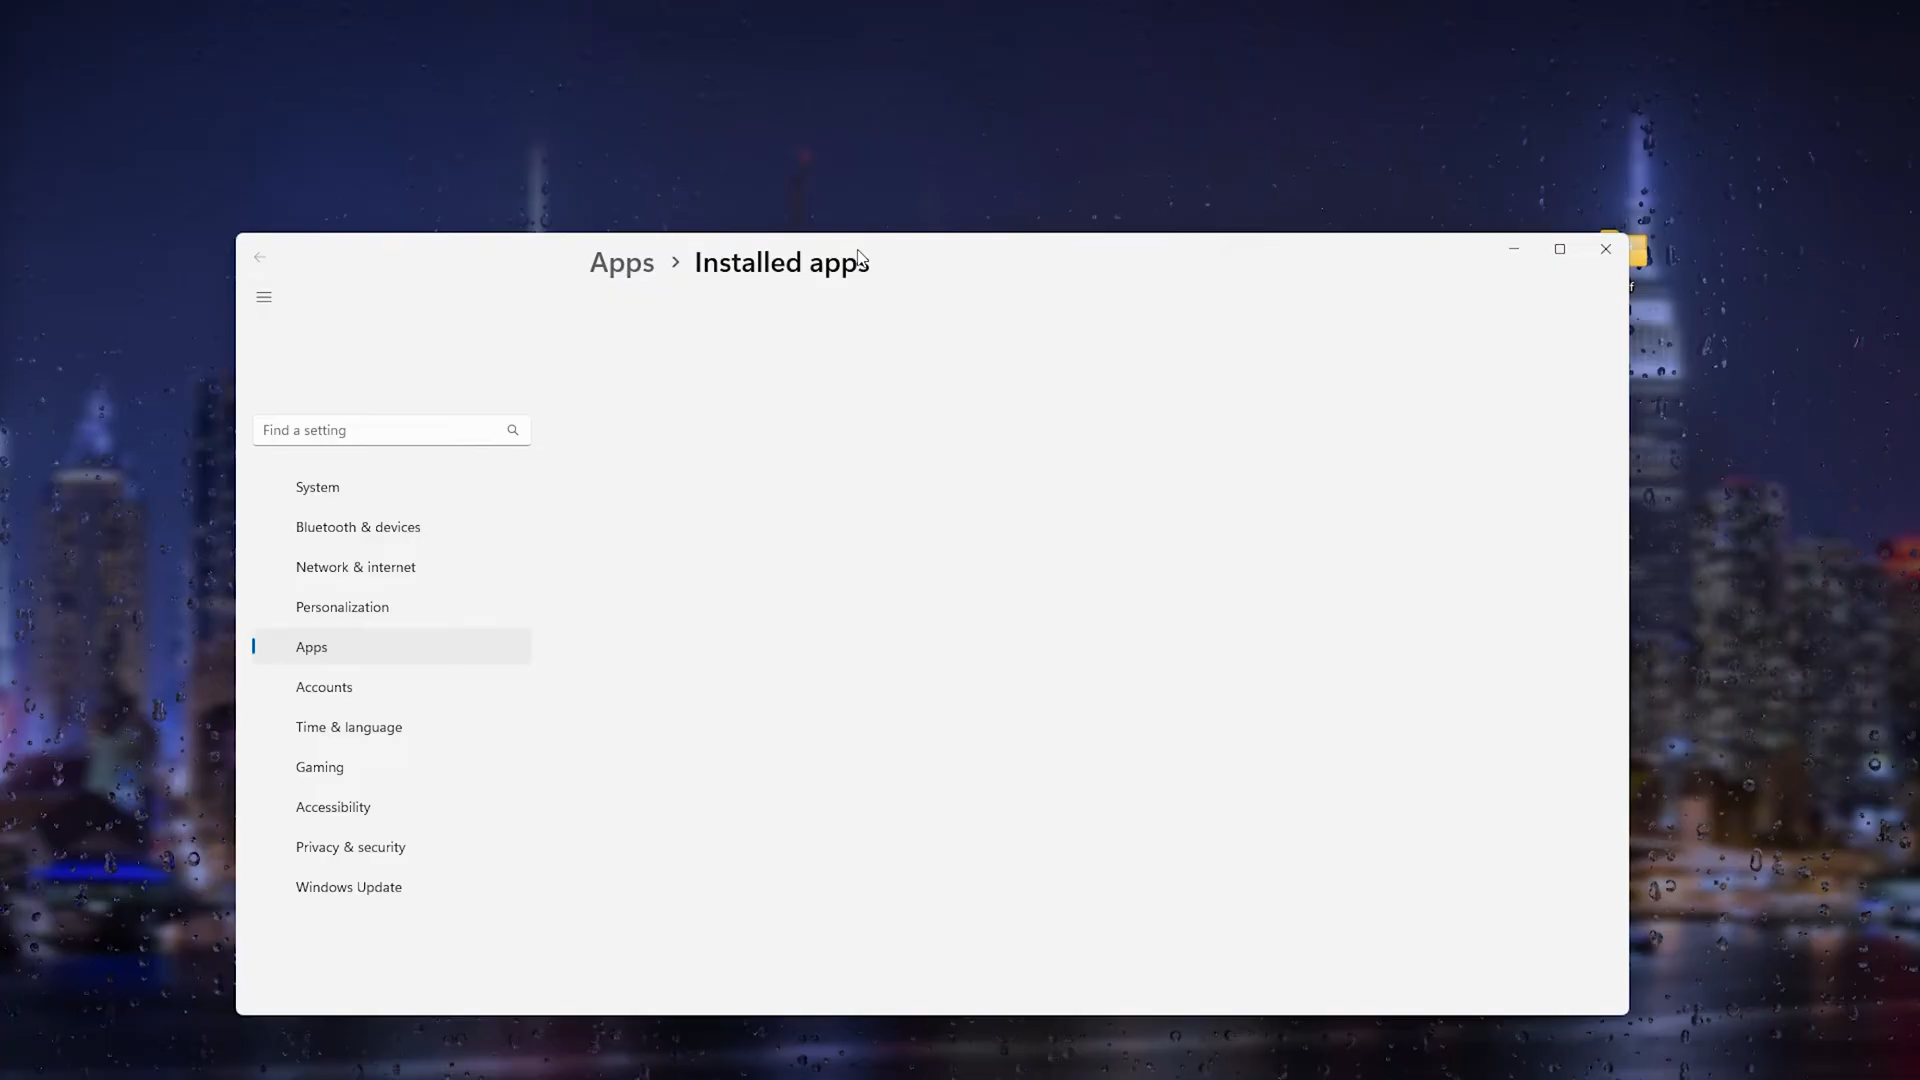 Apps > Installed apps
Find a setting
System
Bluetooth & devices
Network & internet
Personalization
Apps
Accounts
Time & language
Gaming
Accessibility
Privacy & security
Windows Update
f